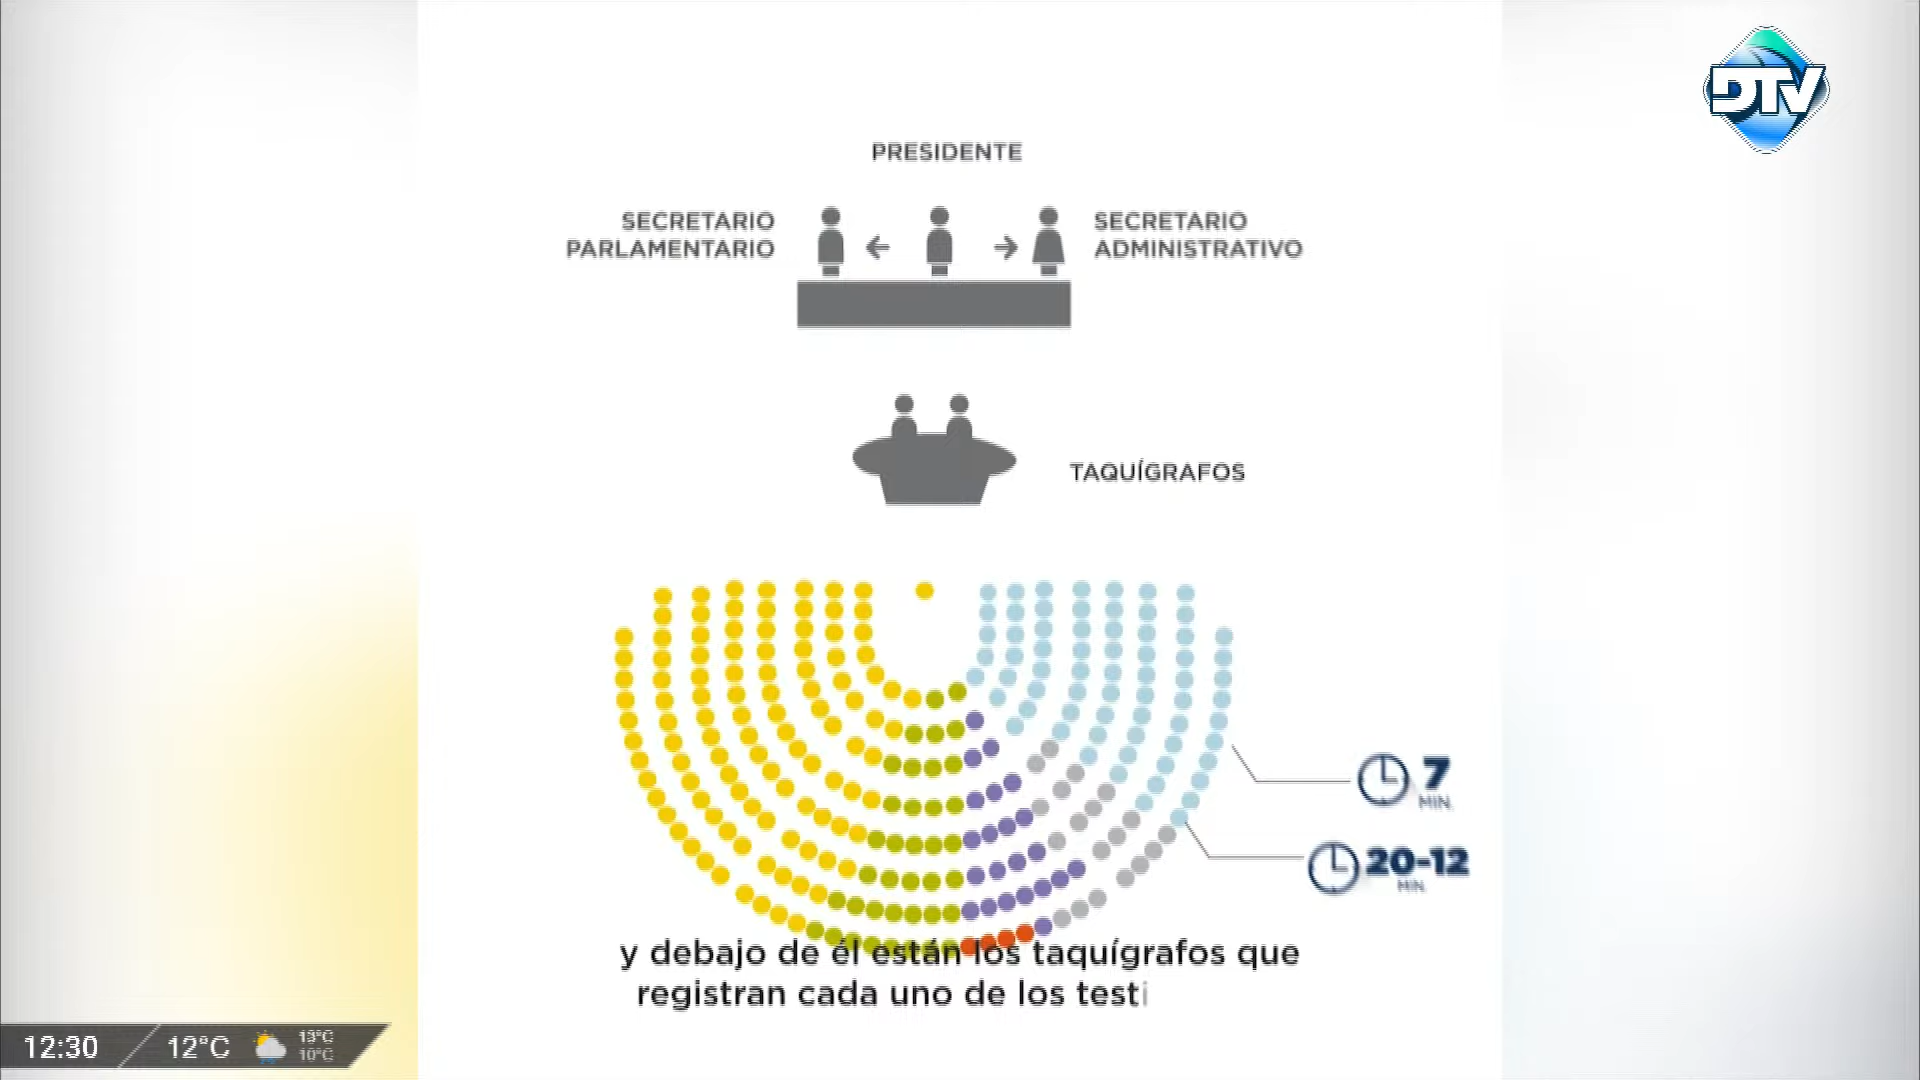 DTV
PRESIDENTE
SECRETARIO
PARLAMENTARIO
SECRETARIO
ADMINISTRATIVO
TAQUÍGRAFOS
7
MIN
20-12
MIN.
y debajo de él están los taquígrafos que
registran cada uno de los testi
12:30
12°C
13°C
10°C